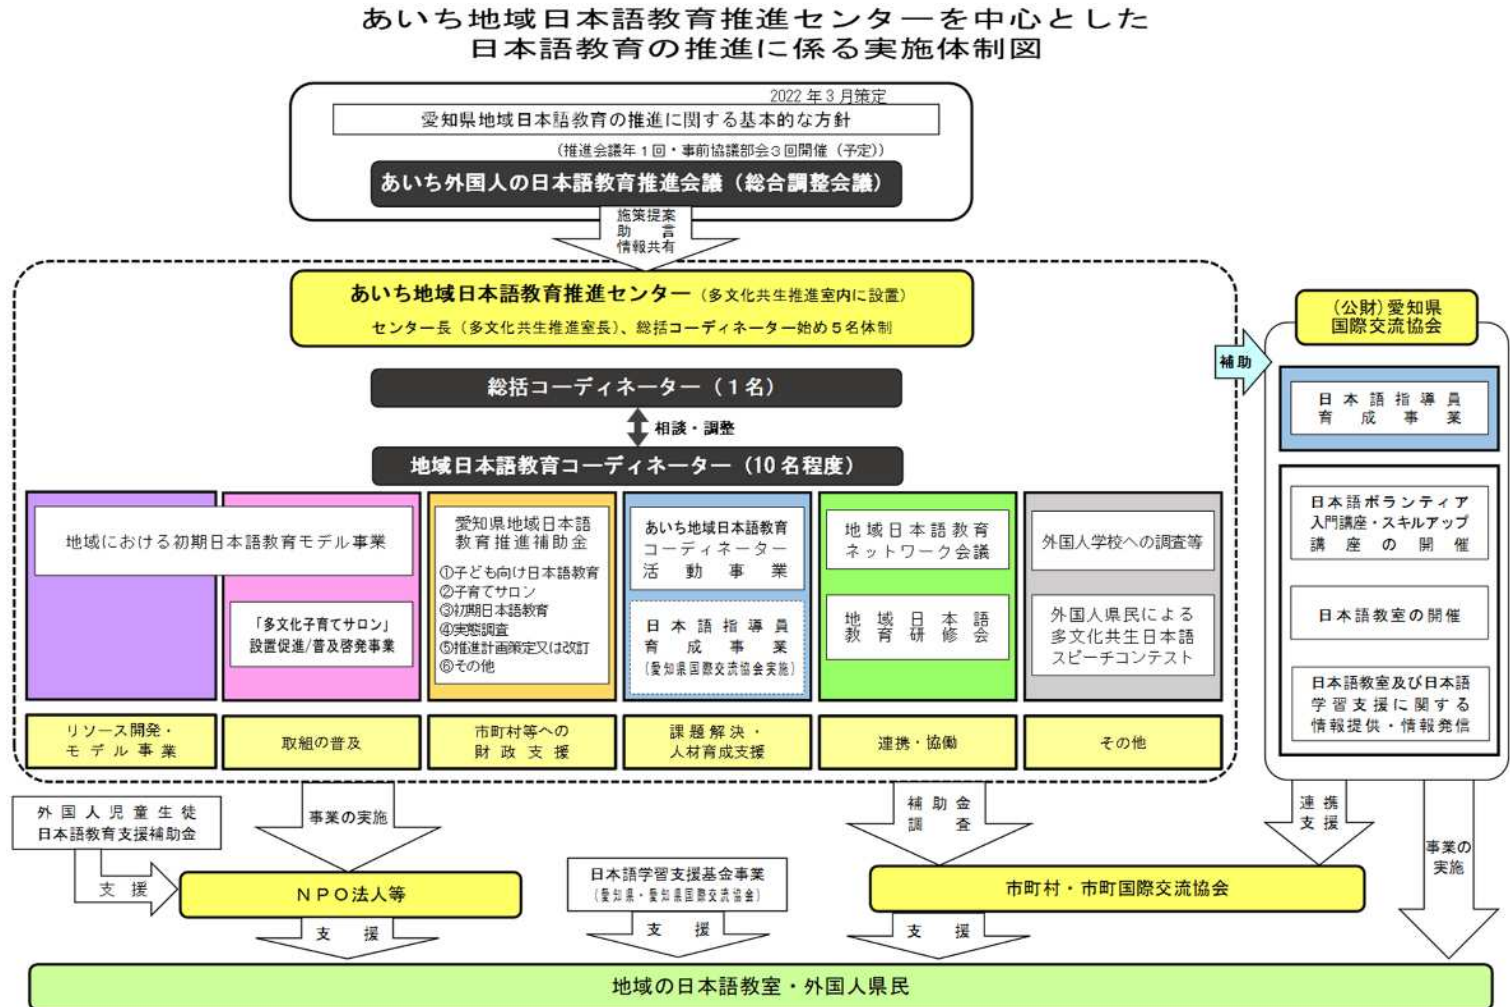 あいち地域日本語教育推進センターを中心とした
日本語教育の推進に係る実施体制図
2022年3月策定
愛知県地域日本語教育の推進に関する基本的な方針
(推進会議年1回・事前協議部会3回開催(予定))
あいち外国人の日本語教育推進会議(総合調整会議)
施策提案
助言
情報共有
あいち地域日本語教育推進センター(多文化共生推進室内に設置)
センター長(多文化共生推進室長)、総括コーディネーター始め5名体制
総括コーディネーター(1名)
相談・調整
地域日本語教育コーディネーター(10名程度)
地域における初期日本語教育モデル事業
「多文化子育てサロン」
設置促進/普及啓発事業
愛知県地域日本語
教育推進補助金
①子ども向け日本語教育
②子育てサロン
③初期日本語教育
④実態調査
⑤推進計画策定又は改訂
⑥その他
あいち地域日本語教育
コーディネーター
活動事業
日本語指導員
育成事業
(愛知県国際交流協会実施)
地域日本語教育
ネットワーク会議
地域日本語
教育研修会
外国人学校への調査等
外国人県民による
多文化共生日本語
スピーチコンテスト
リソース開発・
モデル事業
取組の普及
市町村等への
財政支援
課題解決・
人材育成支援
連携・協働
その他
補助
(公財)愛知県
国際交流協会
日本語指導員
育成事業
日本語ボランティア
入門講座・スキルアップ
講座の開催
日本語教室の開催
日本語教室及び日本語
学習支援に関する
情報提供・情報発信
外国人児童生徒
日本語教育支援補助金
支援
事業の実施
NPO法人等
支援
日本語学習支援基金事業
(愛知県・愛知県国際交流協会)
支援
補助金
調査
連携
支援
市町村・市町国際交流協会
支援
事業の
実施
地域の日本語教室・外国人県民